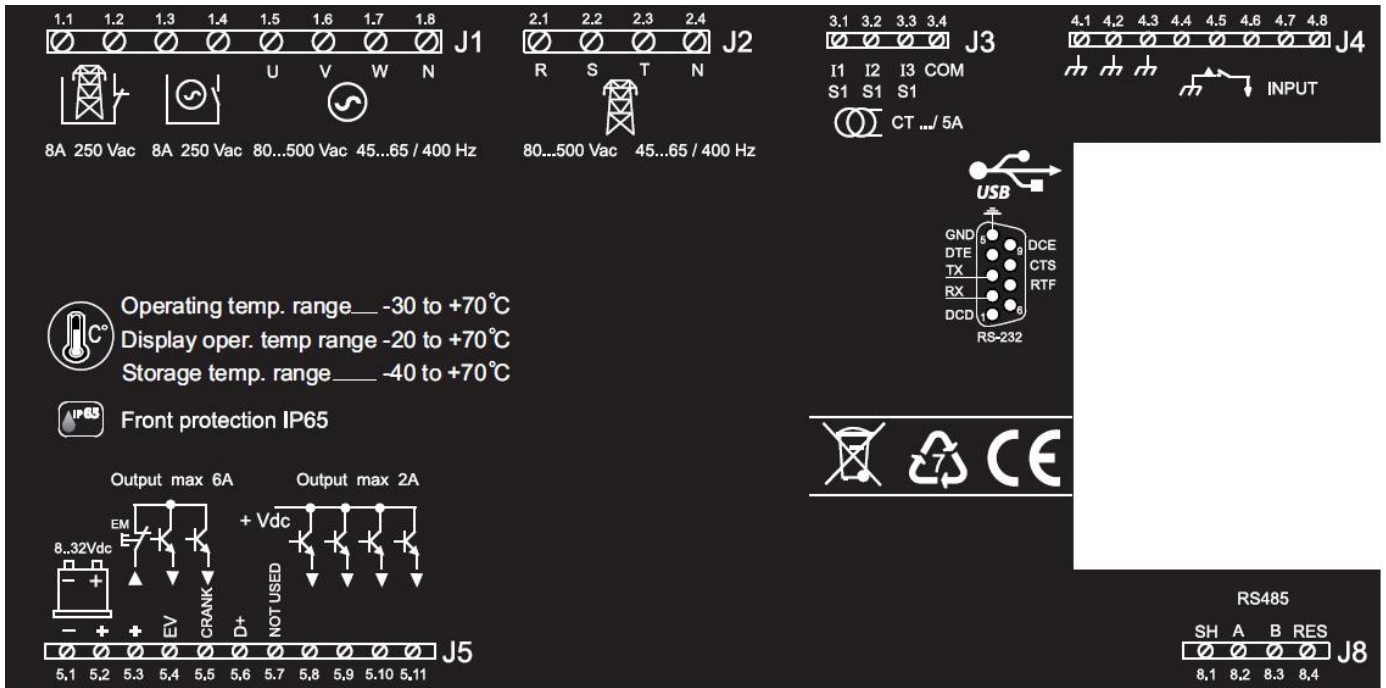 1.1 1.2 1.3 1.4 1.5 1.6 1.7 1.8
J1
U V W N
8A 250 Vac 8A 250 Vac 80...500 Vac 45...65 / 400 Hz
2.1 2.2 2.3 2.4
J2
R S T N
80...500 Vac 45...65 / 400 Hz
3.1 3.2 3.3 3.4
J3
I1 I2 I3 COM
S1 S1 S1
CT .../ 5A
4.1 4.2 4.3 4.4 4.5 4.6 4.7 4.8
J4
INPUT
USB
GND 5
DTE
TX
RX
DCD 1
9 DCE
CTS
RTF
6
RS-232
C°
Operating temp. range___ -30 to +70°C
Display oper. temp range -20 to +70°C
Storage temp. range____ -40 to +70°C
IP65
Front protection IP65
7
CE
Output max 6A Output max 2A
EM
+ Vdc
8..32Vdc
- +
- + + EV CRANK D+ NOT USED
J5
5.1 5.2 5.3 5.4 5.5 5.6 5.7 5.8 5.9 5.10 5.11
RS485
SH A B RES
J8
8.1 8.2 8.3 8.4